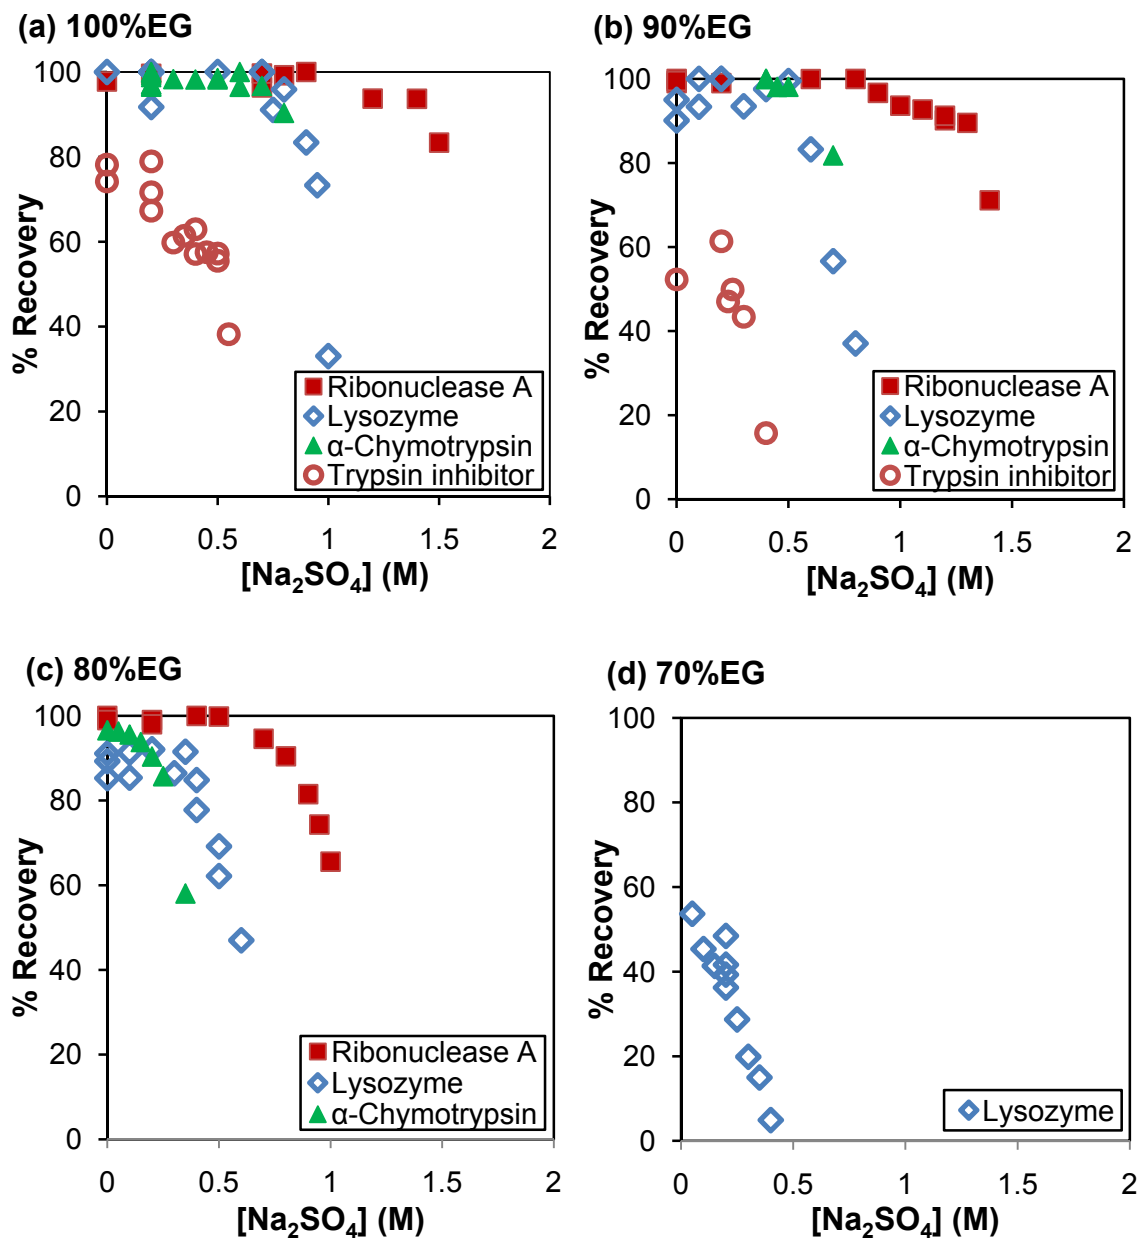 (a) 100%EG
100
80
60
40
20
0
0
0.5
1
1.5
2
% Recovery
[Na₂SO₄] (M)
Ribonuclease A
Lysozyme
α-Chymotrypsin
Trypsin inhibitor
(b) 90%EG
100
80
60
40
20
0
0
0.5
1
1.5
2
% Recovery
[Na₂SO₄] (M)
Ribonuclease A
Lysozyme
α-Chymotrypsin
Trypsin inhibitor
(c) 80%EG
100
80
60
40
20
0
0
0.5
1
1.5
2
% Recovery
[Na₂SO₄] (M)
Ribonuclease A
Lysozyme
α-Chymotrypsin
(d) 70%EG
100
80
60
40
20
0
0
0.5
1
1.5
2
% Recovery
[Na₂SO₄] (M)
Lysozyme